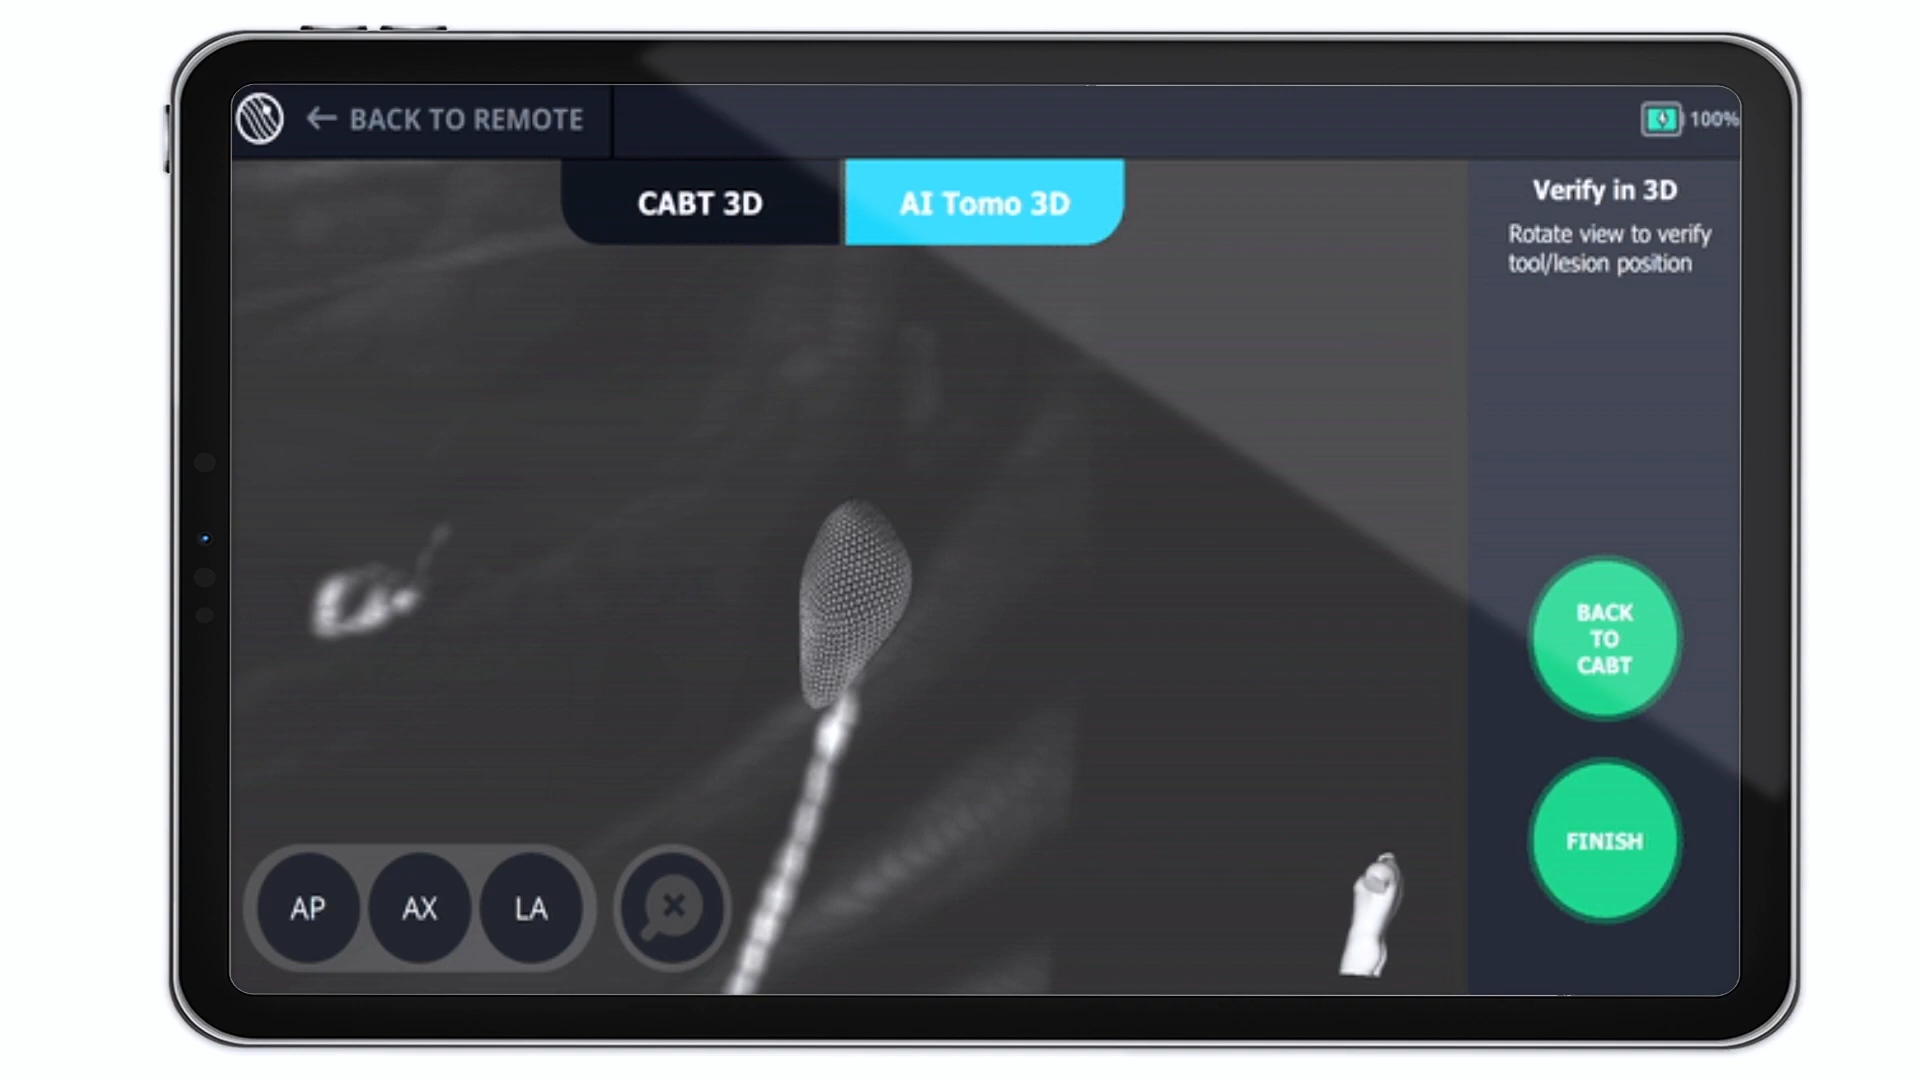 ← BACK TO REMOTE
100%
CABT 3D
AI Tomo 3D
Verify in 3D
Rotate view to verify
tool/lesion position
BACK
TO
CABT
FINISH
AP
AX
LA